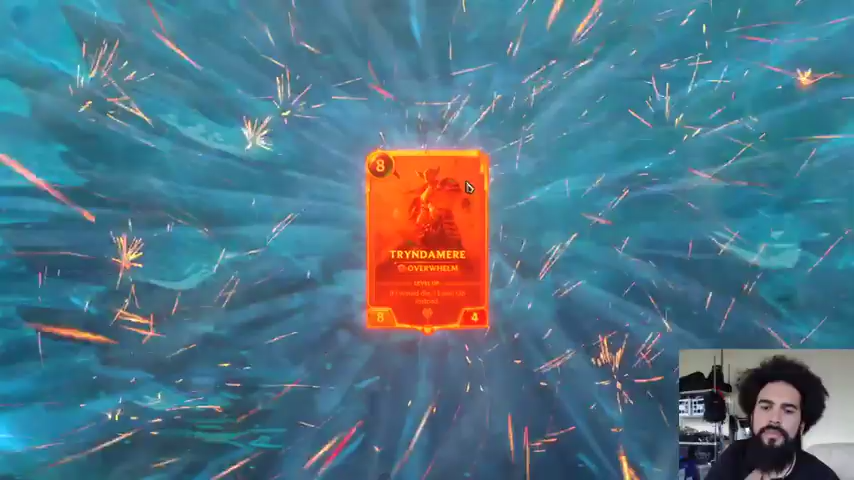 8
TRYNDAMERE
OVERWHELM
LEVEL UP
8 4